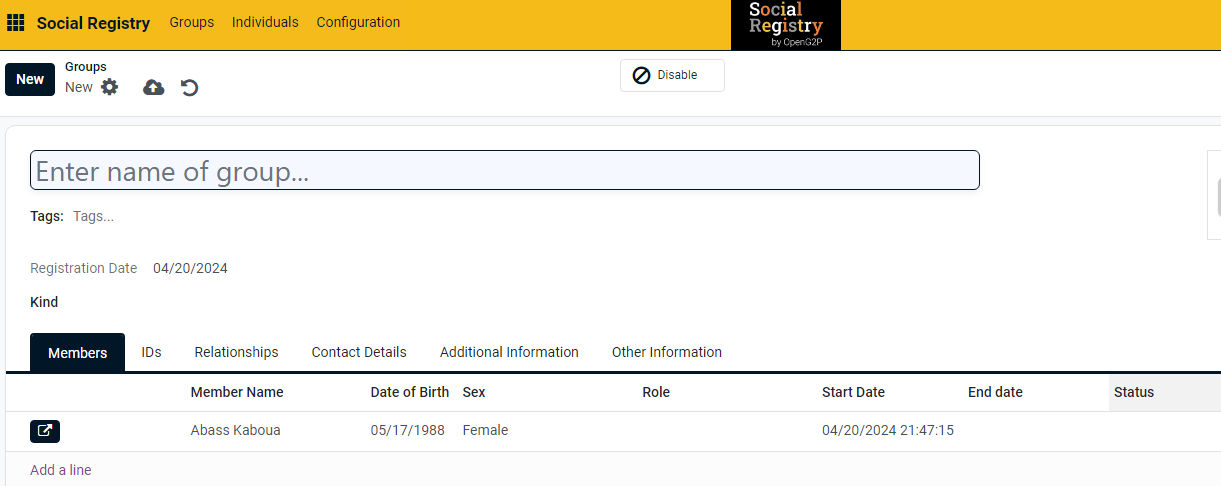 Social Registry Groups Individuals Configuration
Social
Registry
by OpenG2P
New
Groups
New
Disable
Enter name of group...
Tags: Tags...
Registration Date 04/20/2024
Kind
Members IDs Relationships Contact Details Additional Information Other Information
Member Name Date of Birth Sex Role Start Date End date Status
Abass Kaboua 05/17/1988 Female 04/20/2024 21:47:15
Add a line